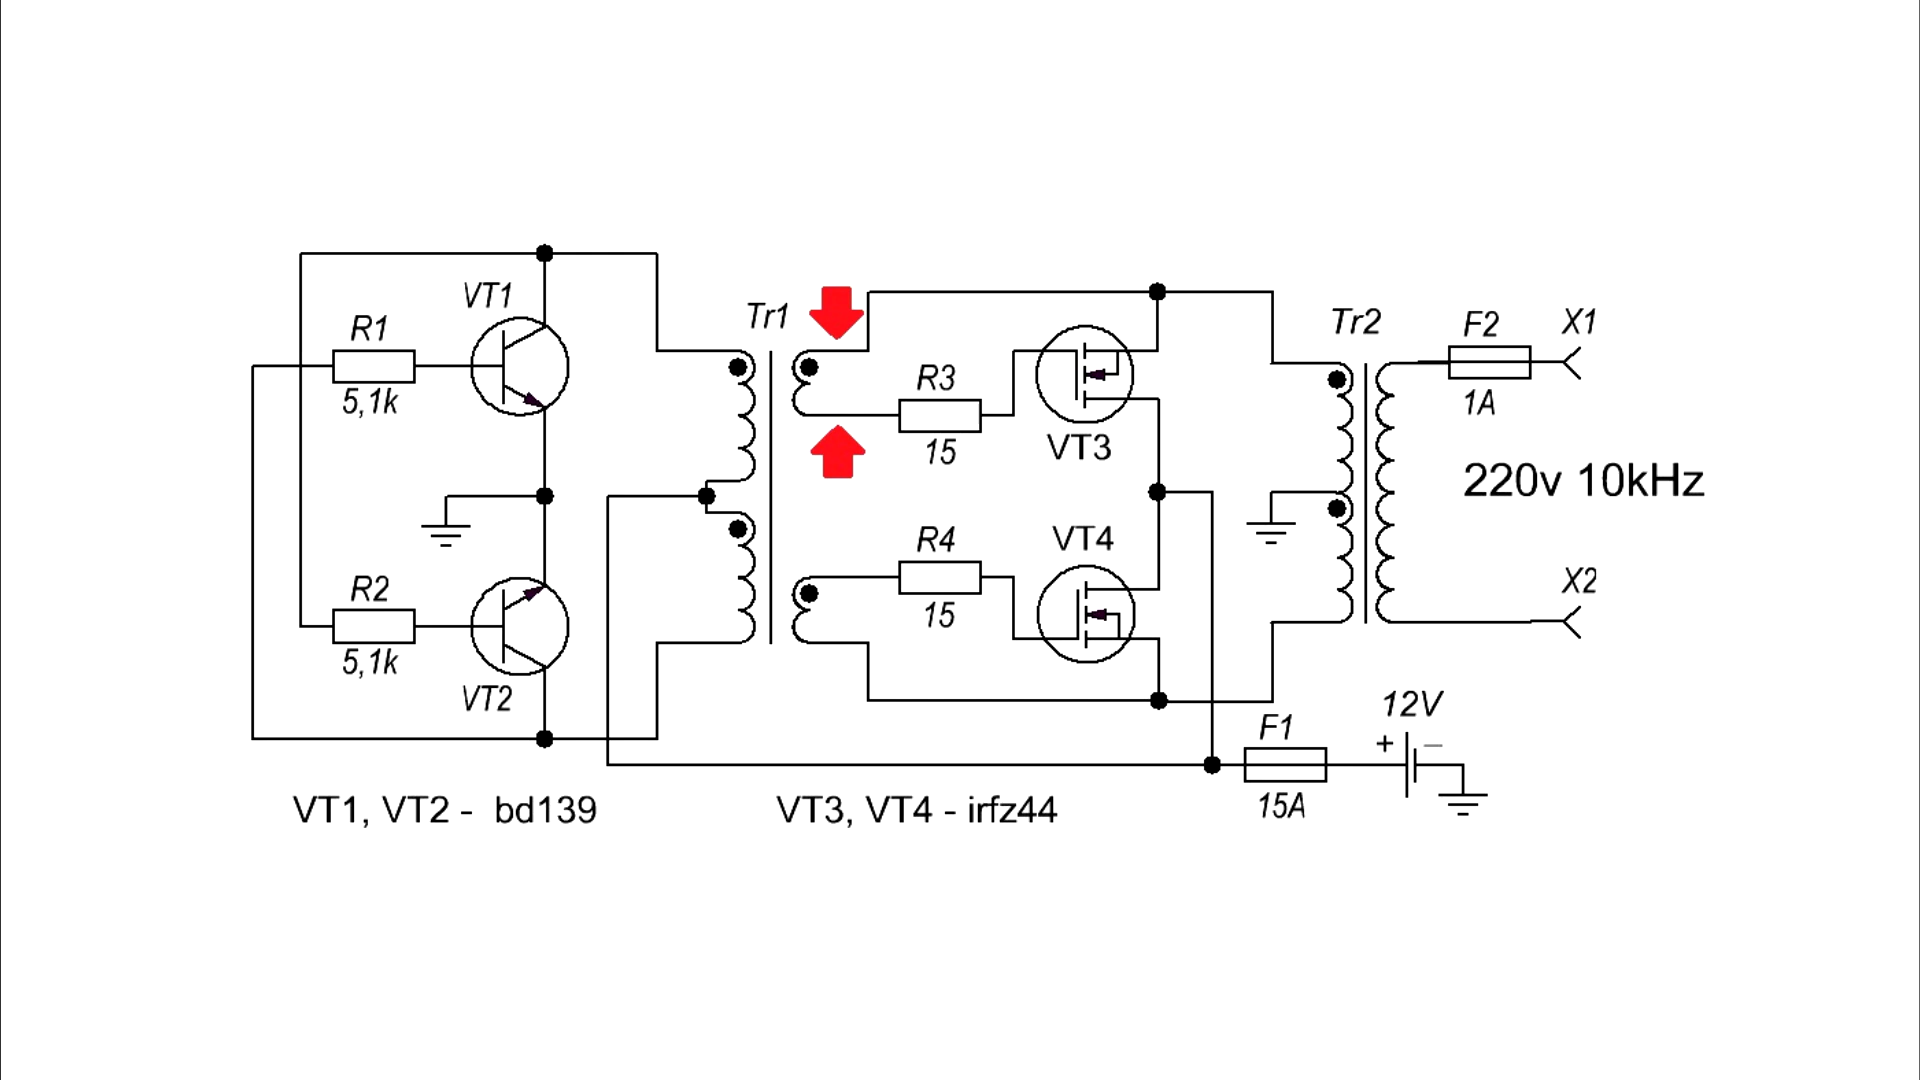 VT1
R1
5,1k
R2
5,1k
VT2
Tr1
R3
15
VT3
R4
15
VT4
Tr2
F2
1A
X1
220v 10kHz
X2
12V
+ −
F1
15A
VT1, VT2 - bd139
VT3, VT4 - irfz44